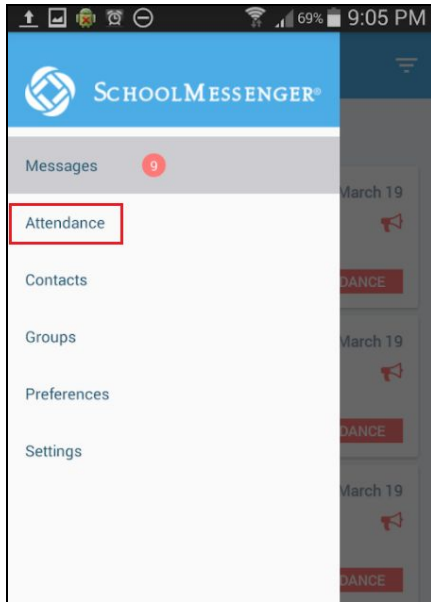 69% 9:05 PM
SCHOOLMESSENGER®
Messages 9
March 19
Attendance
Contacts
DANCE
Groups
March 19
Preferences
DANCE
Settings
March 19
DANCE